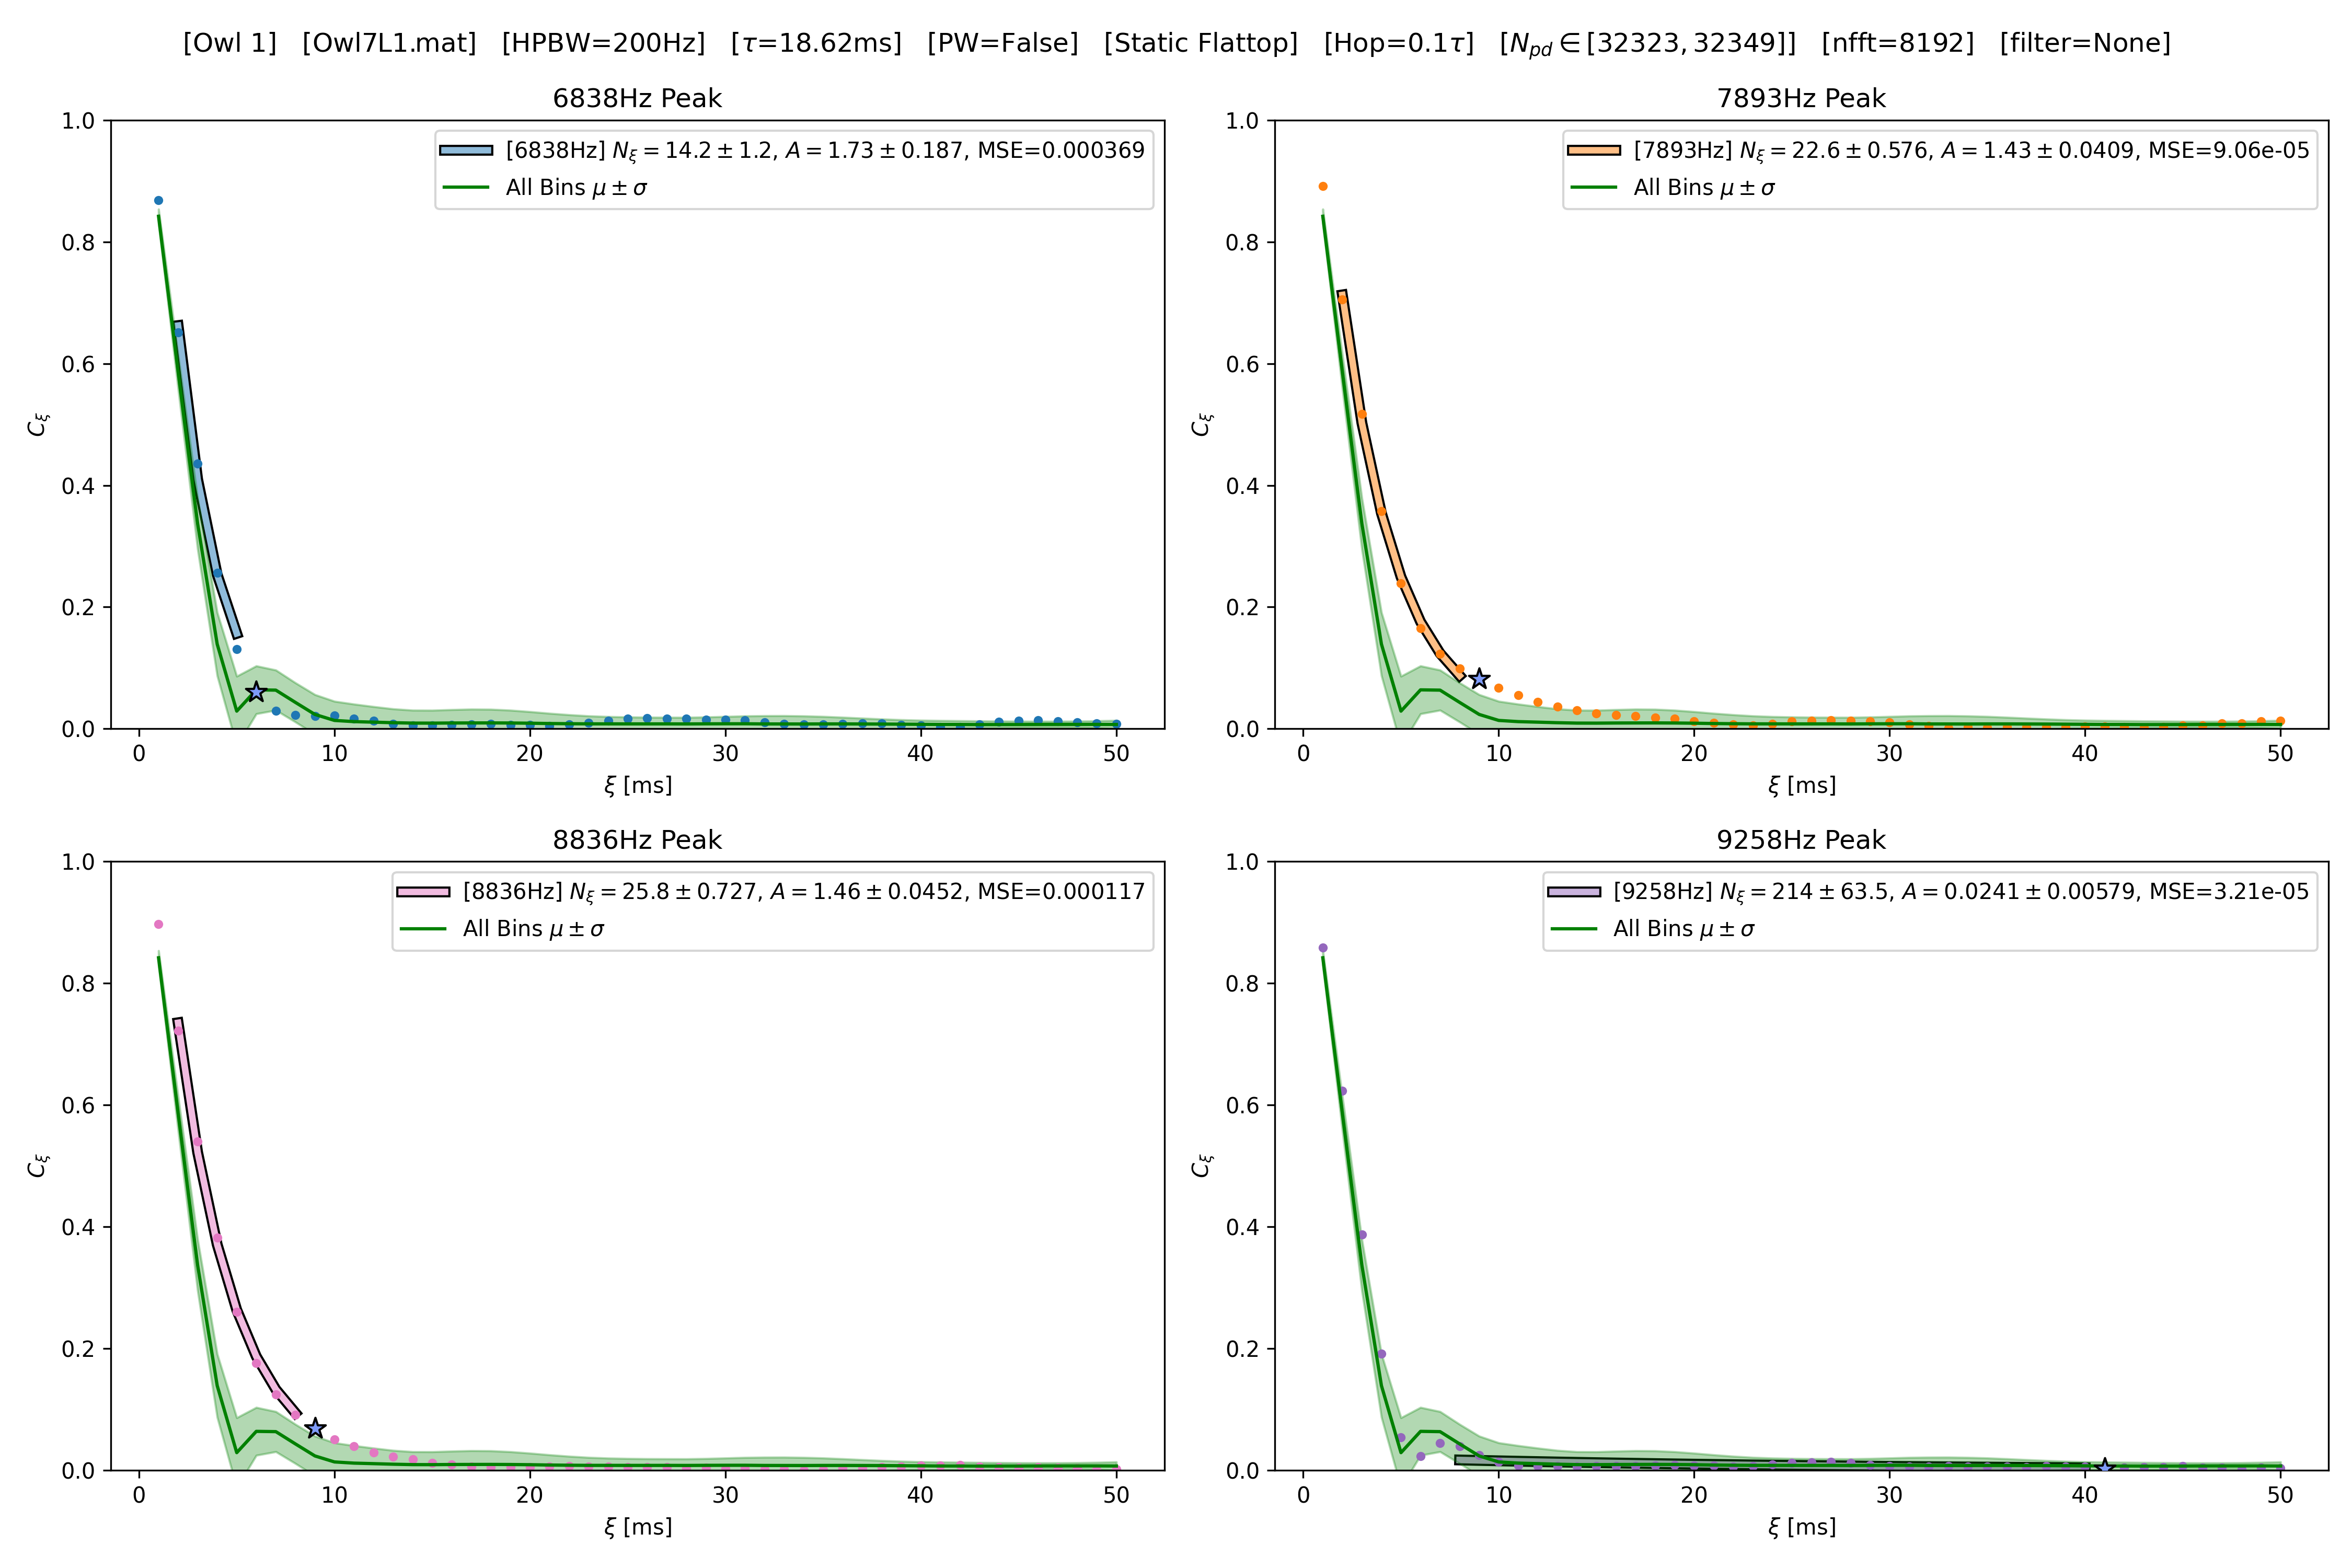 [Owl 1] [Owl7L1.mat] [HPBW=200Hz] [τ=18.62ms] [PW=False] [Static Flattop] [Hop=0.1τ] [N_pd ∈ [32323, 32349]] [nfft=8192] [filter=None]
6838Hz Peak
[6838Hz] N_ξ = 14.2 ± 1.2, A = 1.73 ± 0.187, MSE=0.000369
All Bins μ ± σ
1.0
0.8
0.6
0.4
0.2
0.0
C_ξ
0 10 20 30 40 50
ξ [ms]
7893Hz Peak
[7893Hz] N_ξ = 22.6 ± 0.576, A = 1.43 ± 0.0409, MSE=9.06e-05
All Bins μ ± σ
1.0
0.8
0.6
0.4
0.2
0.0
C_ξ
0 10 20 30 40 50
ξ [ms]
8836Hz Peak
[8836Hz] N_ξ = 25.8 ± 0.727, A = 1.46 ± 0.0452, MSE=0.000117
All Bins μ ± σ
1.0
0.8
0.6
0.4
0.2
0.0
C_ξ
0 10 20 30 40 50
ξ [ms]
9258Hz Peak
[9258Hz] N_ξ = 214 ± 63.5, A = 0.0241 ± 0.00579, MSE=3.21e-05
All Bins μ ± σ
1.0
0.8
0.6
0.4
0.2
0.0
C_ξ
0 10 20 30 40 50
ξ [ms]